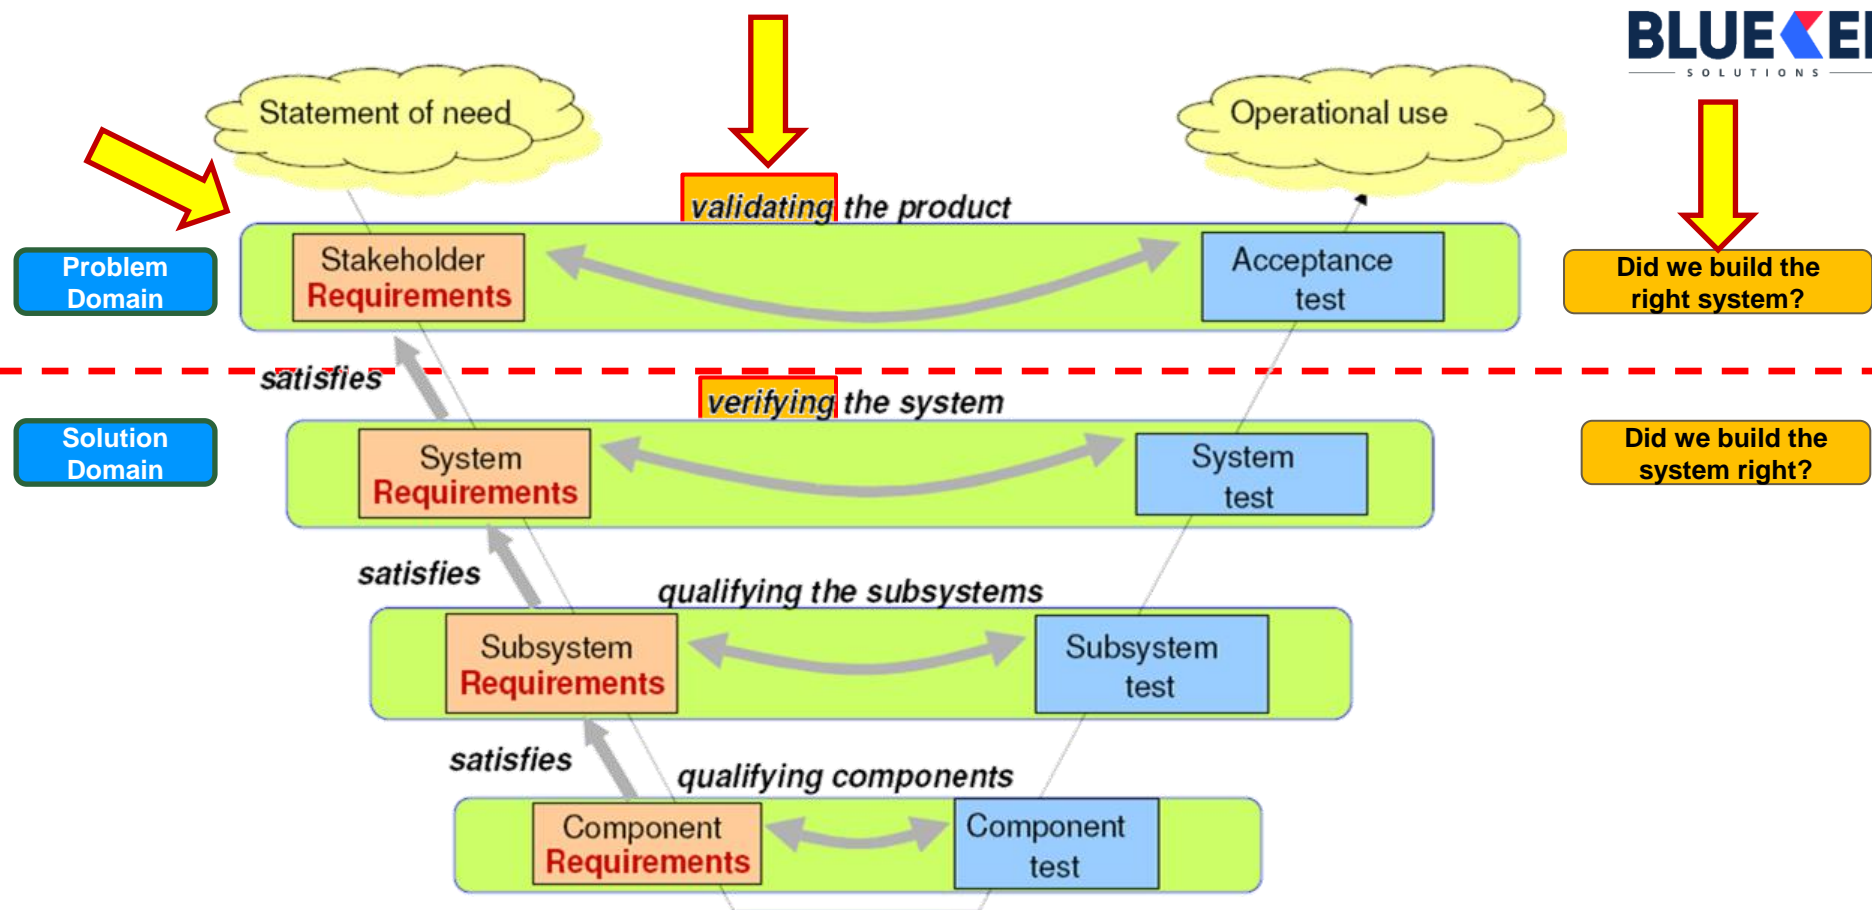 BLUE
SOLUTIONS
Statement of need
Operational use
validating the product
Problem
Domain
Stakeholder
Requirements
Acceptance
test
Did we build the
right system?
satisfies
verifying the system
Solution
Domain
System
Requirements
System
test
Did we build the
system right?
satisfies
qualifying the subsystems
Subsystem
Requirements
Subsystem
test
satisfies
qualifying components
Component
Requirements
Component
test